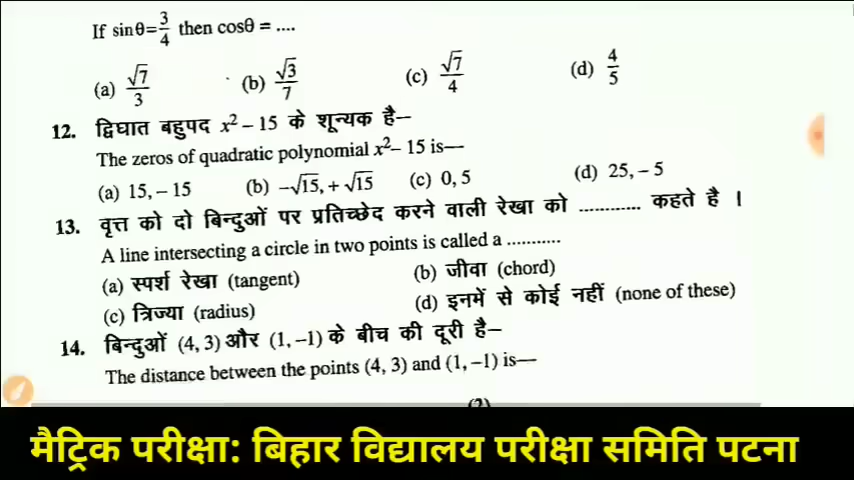 If sinθ=3/4 then cosθ = ....
(a) √7/3 (b) √3/7 (c) √7/4 (d) 4/5
12. द्विघात बहुपद x² – 15 के शून्यक है–
The zeros of quadratic polynomial x² – 15 is—
(a) 15, – 15 (b) –√15, + √15 (c) 0, 5 (d) 25, – 5
13. वृत्त को दो बिन्दुओं पर प्रतिच्छेद करने वाली रेखा को ............ कहते है ।
A line intersecting a circle in two points is called a ...........
(a) स्पर्श रेखा (tangent) (b) जीवा (chord)
(c) त्रिज्या (radius) (d) इनमें से कोई नहीं (none of these)
14. बिन्दुओं (4, 3) और (1, –1) के बीच की दूरी है–
The distance between the points (4, 3) and (1, –1) is—
(2)
मैट्रिक परीक्षा: बिहार विद्यालय परीक्षा समिति पटना